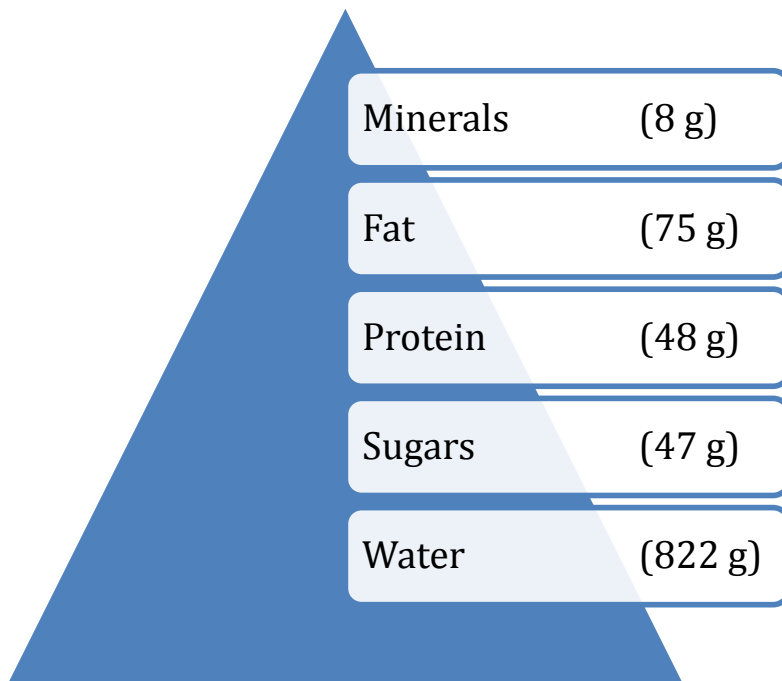 Minerals (8 g)
Fat (75 g)
Protein (48 g)
Sugars (47 g)
Water (822 g)